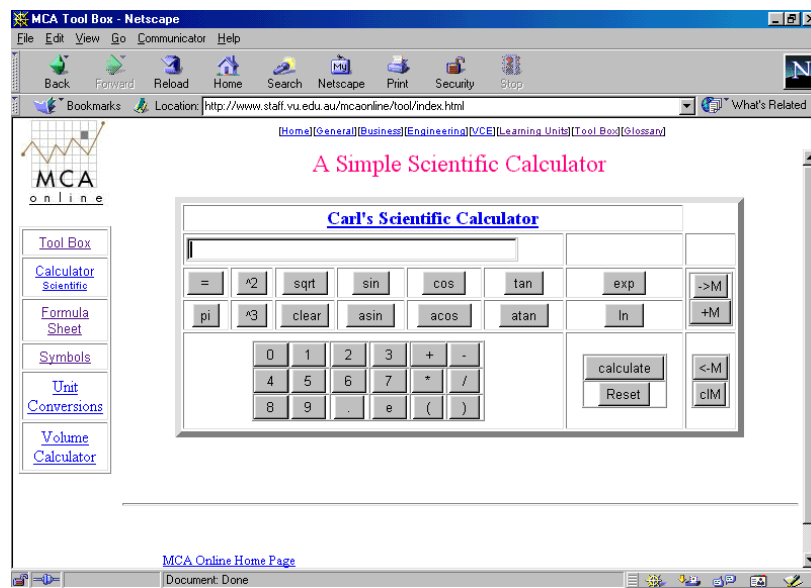 MCA Tool Box - Netscape
File Edit View Go Communicator Help
Back Forward Reload Home Search Netscape Print Security Stop
Bookmarks Location: http://www.staff.vu.edu.au/mcaonline/tool/index.html What's Related
[Home][General][Business][Engineering][VCE][Learning Units][Tool Box][Glossary]
MCA
online
A Simple Scientific Calculator
Tool Box
Calculator
Scientific
Formula
Sheet
Symbols
Unit
Conversions
Volume
Calculator
Carl's Scientific Calculator
= ^2 sqrt sin cos tan exp ->M
pi ^3 clear asin acos atan ln +M
0 1 2 3 + -
4 5 6 7 * /
8 9 . e ( )
calculate <-M
Reset clM
MCA Online Home Page
Document: Done